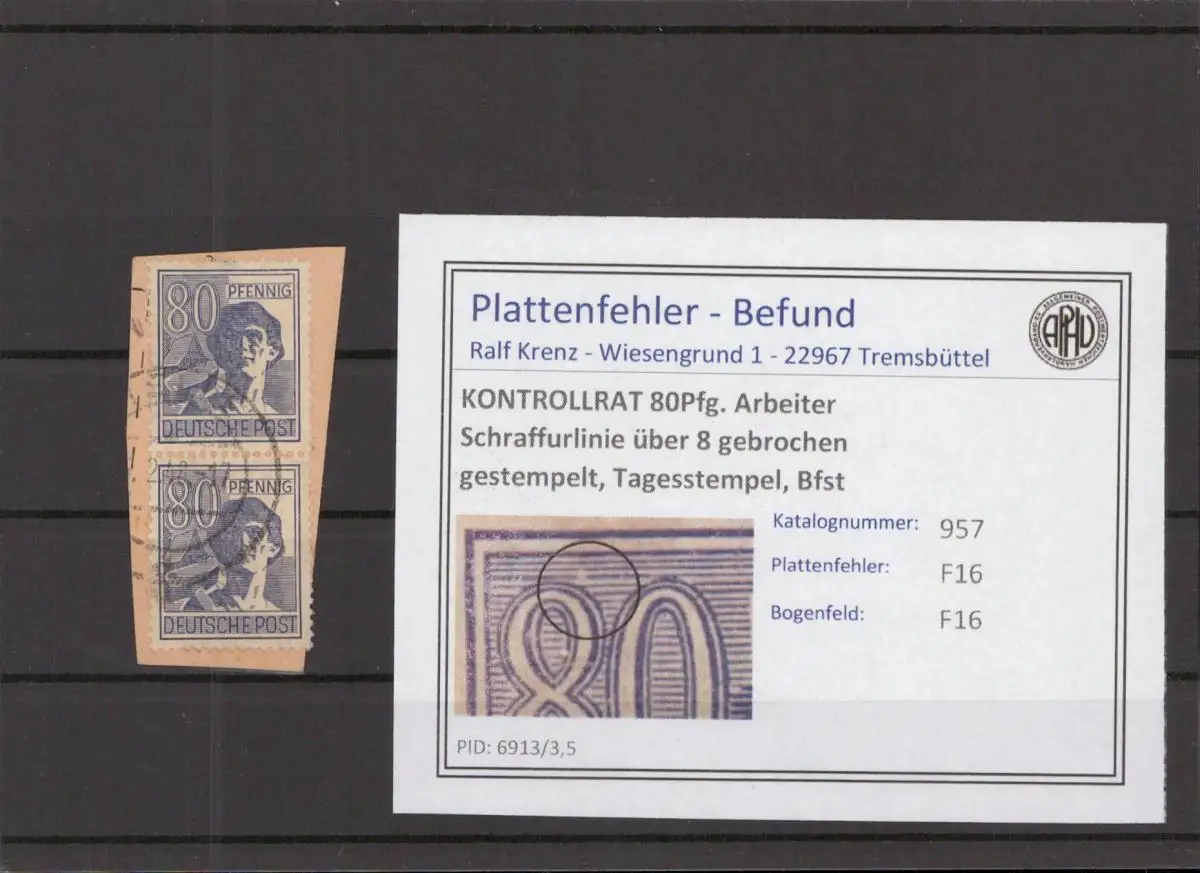 80 PFENNIG
DEUTSCHE POST
80 PFENNIG
DEUTSCHE POST
Plattenfehler - Befund
Ralf Krenz - Wiesengrund 1 - 22967 Tremsbüttel
APHV
KONTROLLRAT 80Pfg. Arbeiter
Schraffurlinie über 8 gebrochen
gestempelt, Tagesstempel, Bfst
Katalognummer: 957
Plattenfehler: F16
Bogenfeld: F16
80
PID: 6913/3,5